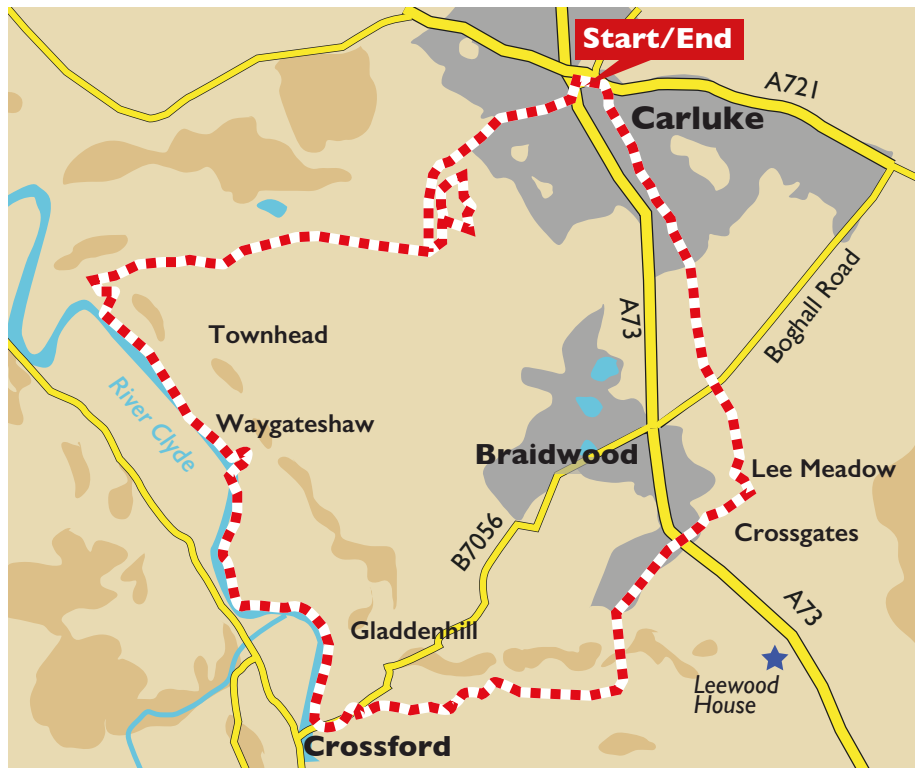 Start/End
A721
Carluke
Boghall Road
A73
Townhead
River Clyde
Waygateshaw
Braidwood
Lee Meadow
B7056
Crossgates
A73
Gladdenhill
Leewood
House
Crossford